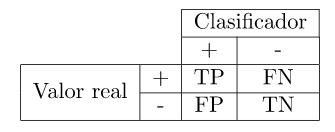 Clasificador
+ -
Valor real + TP FN
- FP TN